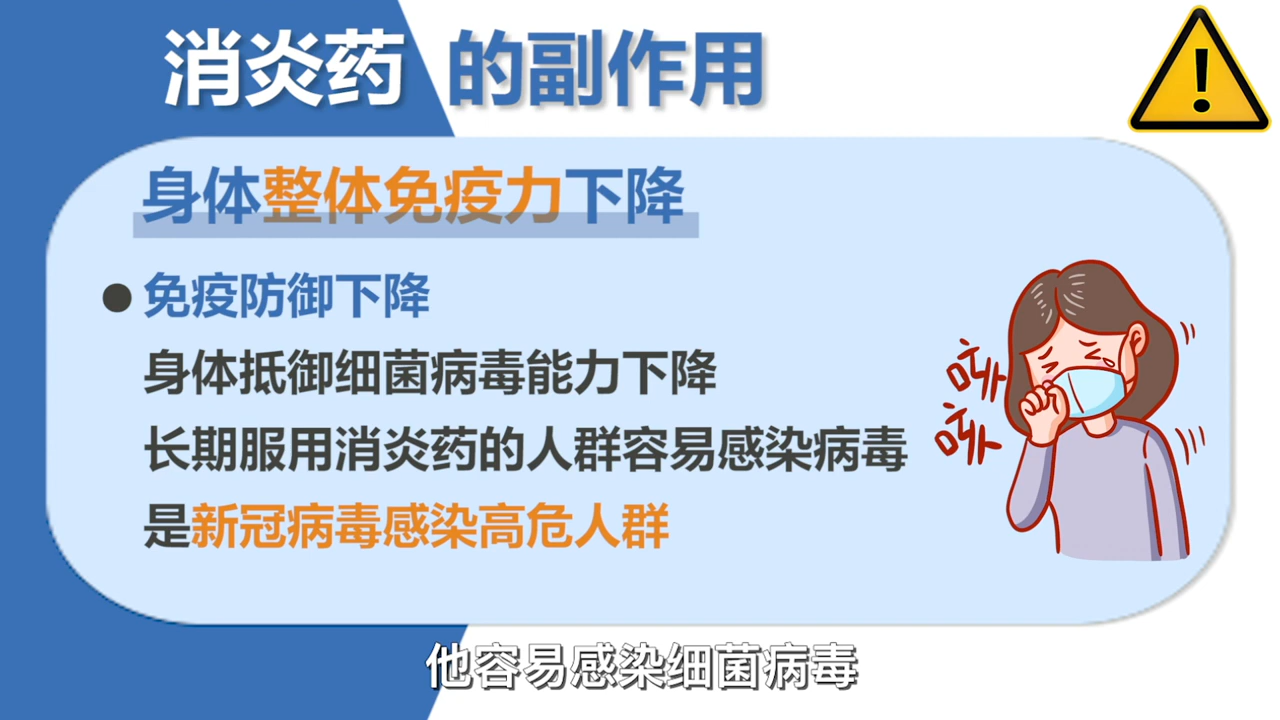 消炎药的副作用
身体整体免疫力下降
免疫防御下降
身体抵御细菌病毒能力下降
长期服用消炎药的人群容易感染病毒
是新冠病毒感染高危人群
咳
咳
他容易感染细菌病毒